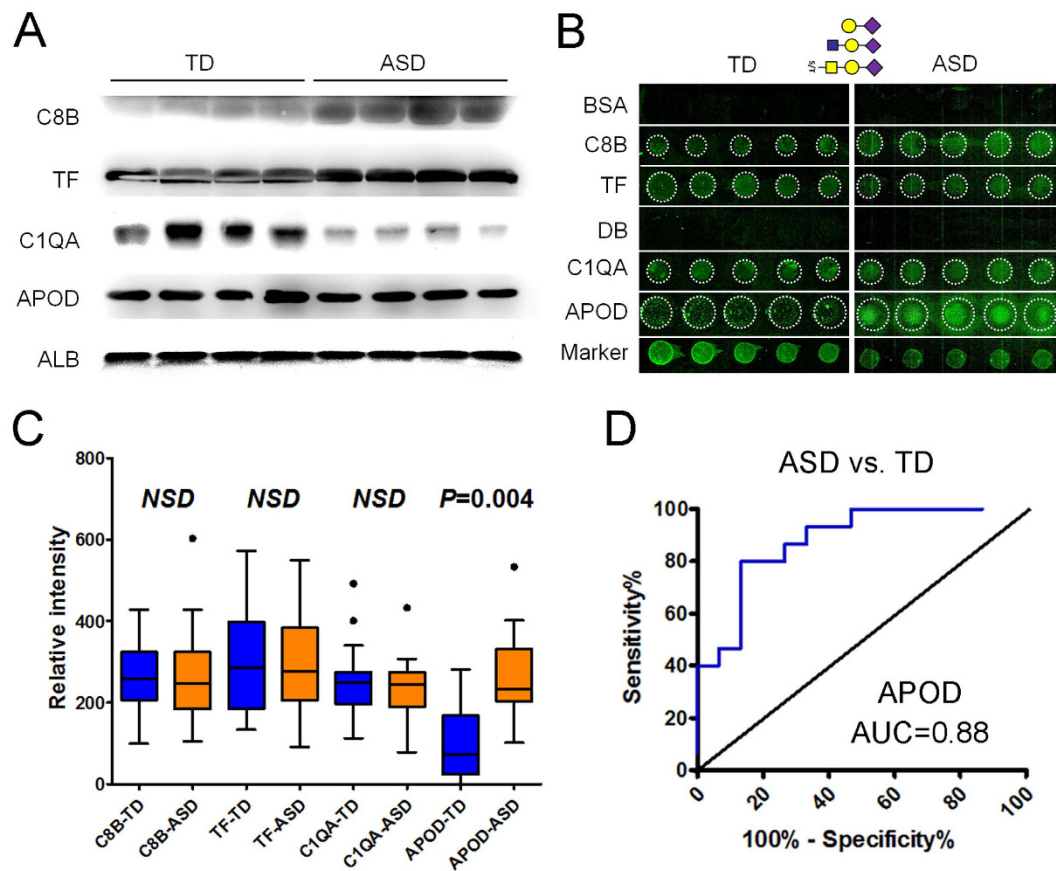 A
TD ASD
C8B
TF
C1QA
APOD
ALB
B
TD ASD
BSA
C8B
TF
DB
C1QA
APOD
Marker
C
800
600
400
200
0
Relative intensity
NSD NSD NSD P=0.004
C8B-TD C8B-ASD TF-TD TF-ASD C1QA-TD C1QA-ASD APOD-TD APOD-ASD
D
ASD vs. TD
100
80
60
40
20
0
Sensitivity%
APOD
AUC=0.88
0 20 40 60 80 100
100% - Specificity%